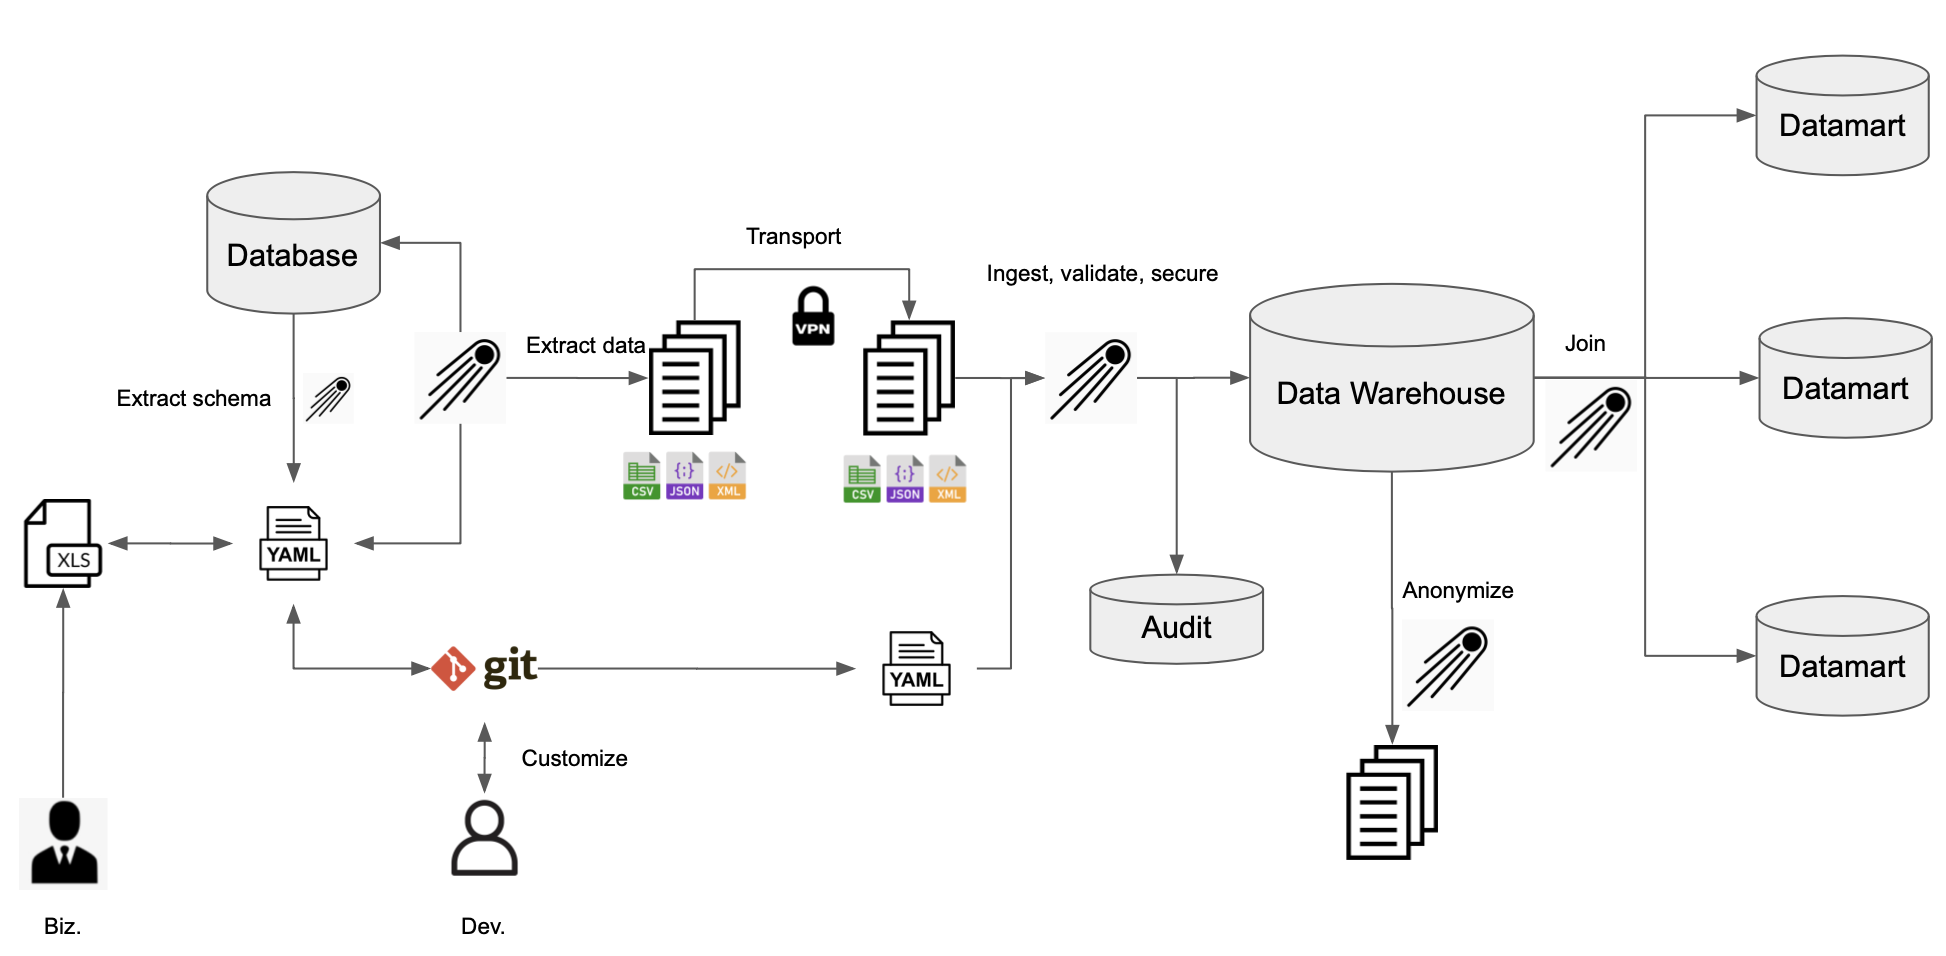 Datamart
Database
Transport
VPN
Ingest, validate, secure
Extract data
Join
Data Warehouse
Datamart
Extract schema
CSV
JSON
XML
CSV
JSON
XML
XLS
YAML
Anonymize
Audit
git
YAML
Datamart
Customize
Biz.
Dev.